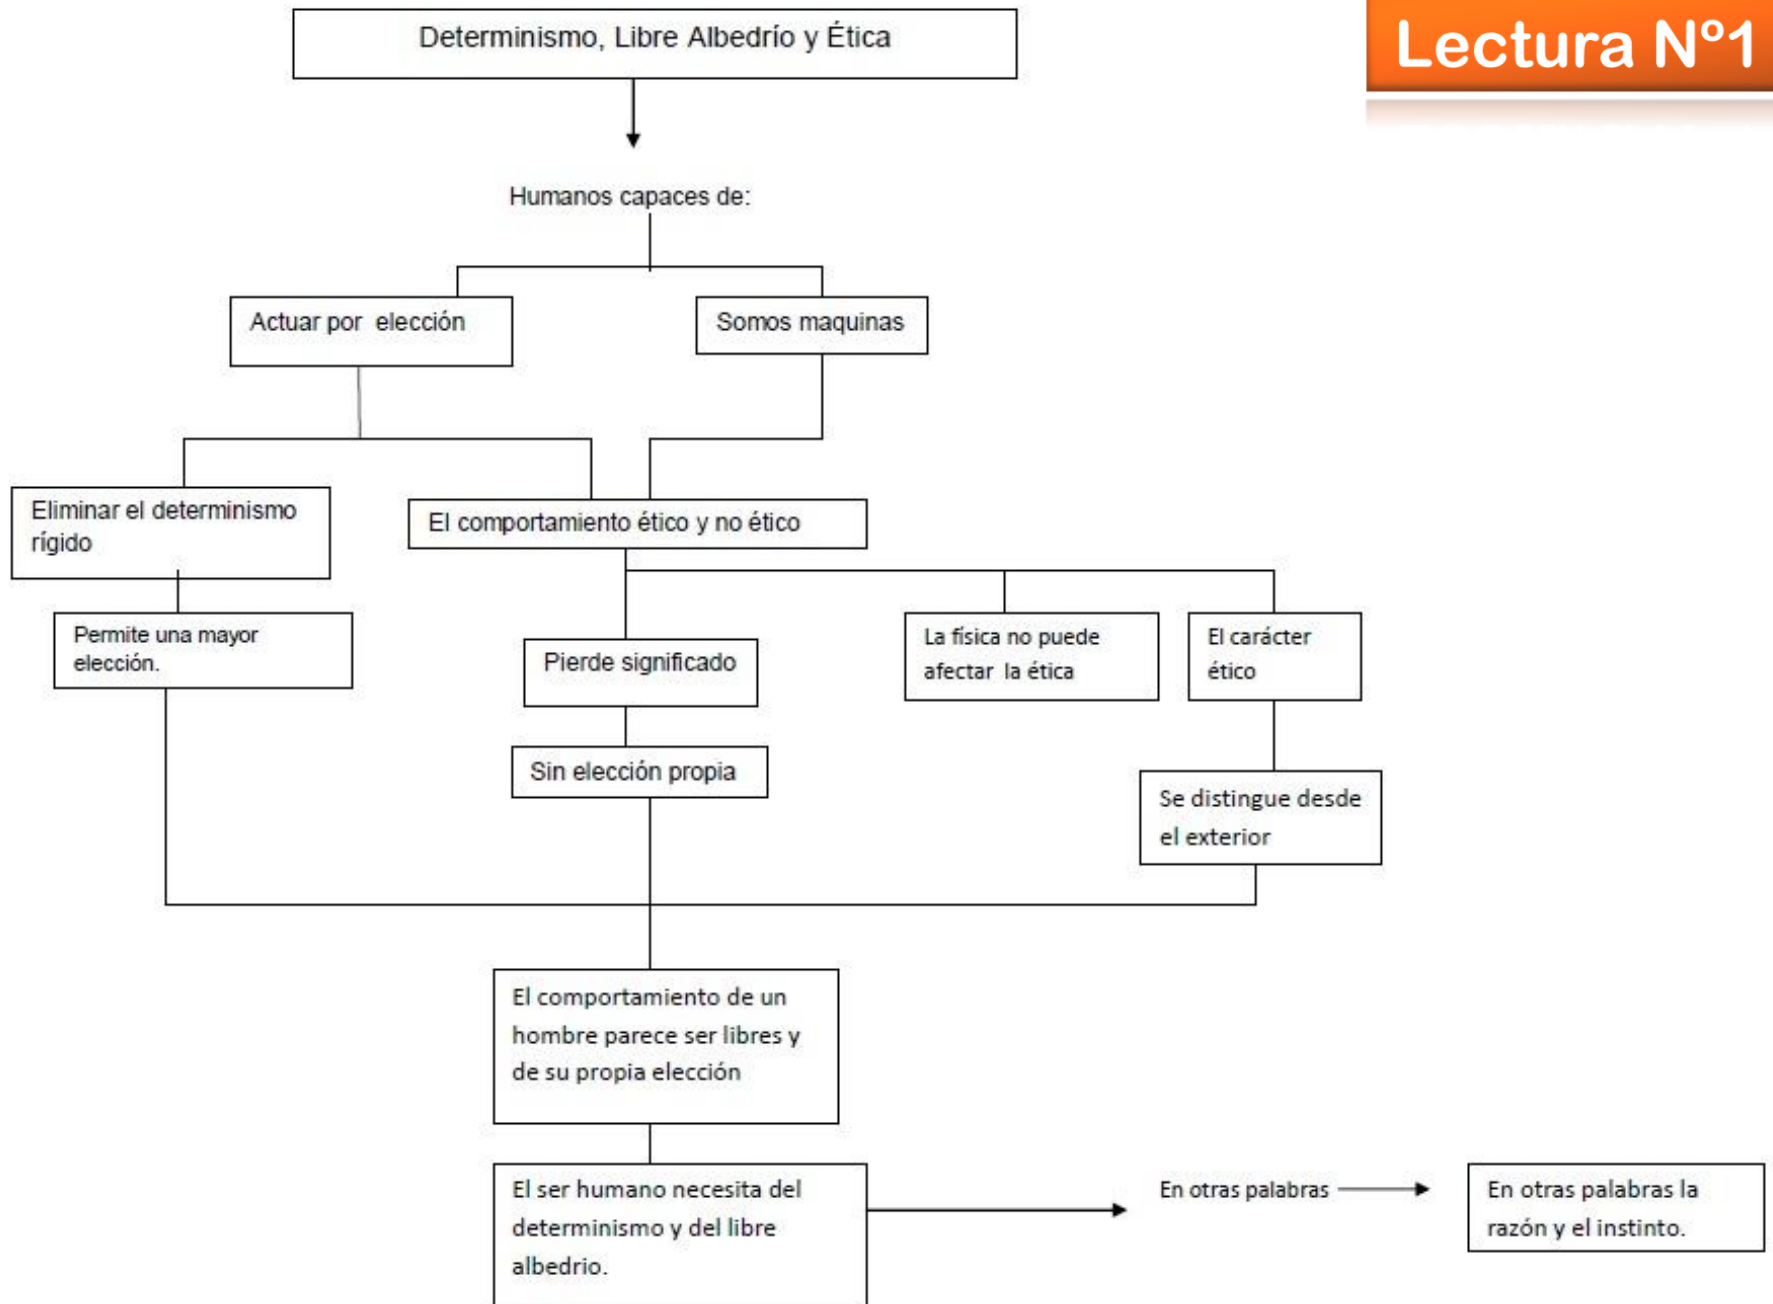 Determinismo, Libre Albedrío y Ética
Lectura Nº1
Humanos capaces de:
Actuar por elección
Somos maquinas
Eliminar el determinismo
rígido
El comportamiento ético y no ético
Permite una mayor
elección.
Pierde significado
La física no puede
afectar la ética
El carácter
ético
Sin elección propia
Se distingue desde
el exterior
El comportamiento de un
hombre parece ser libres y
de su propia elección
El ser humano necesita del
determinismo y del libre
albedrio.
En otras palabras
En otras palabras la
razón y el instinto.